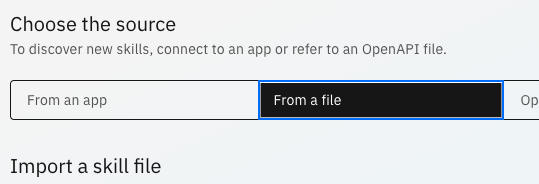 Choose the source
To discover new skills, connect to an app or refer to an OpenAPI file.
From an app
From a file
Import a skill file